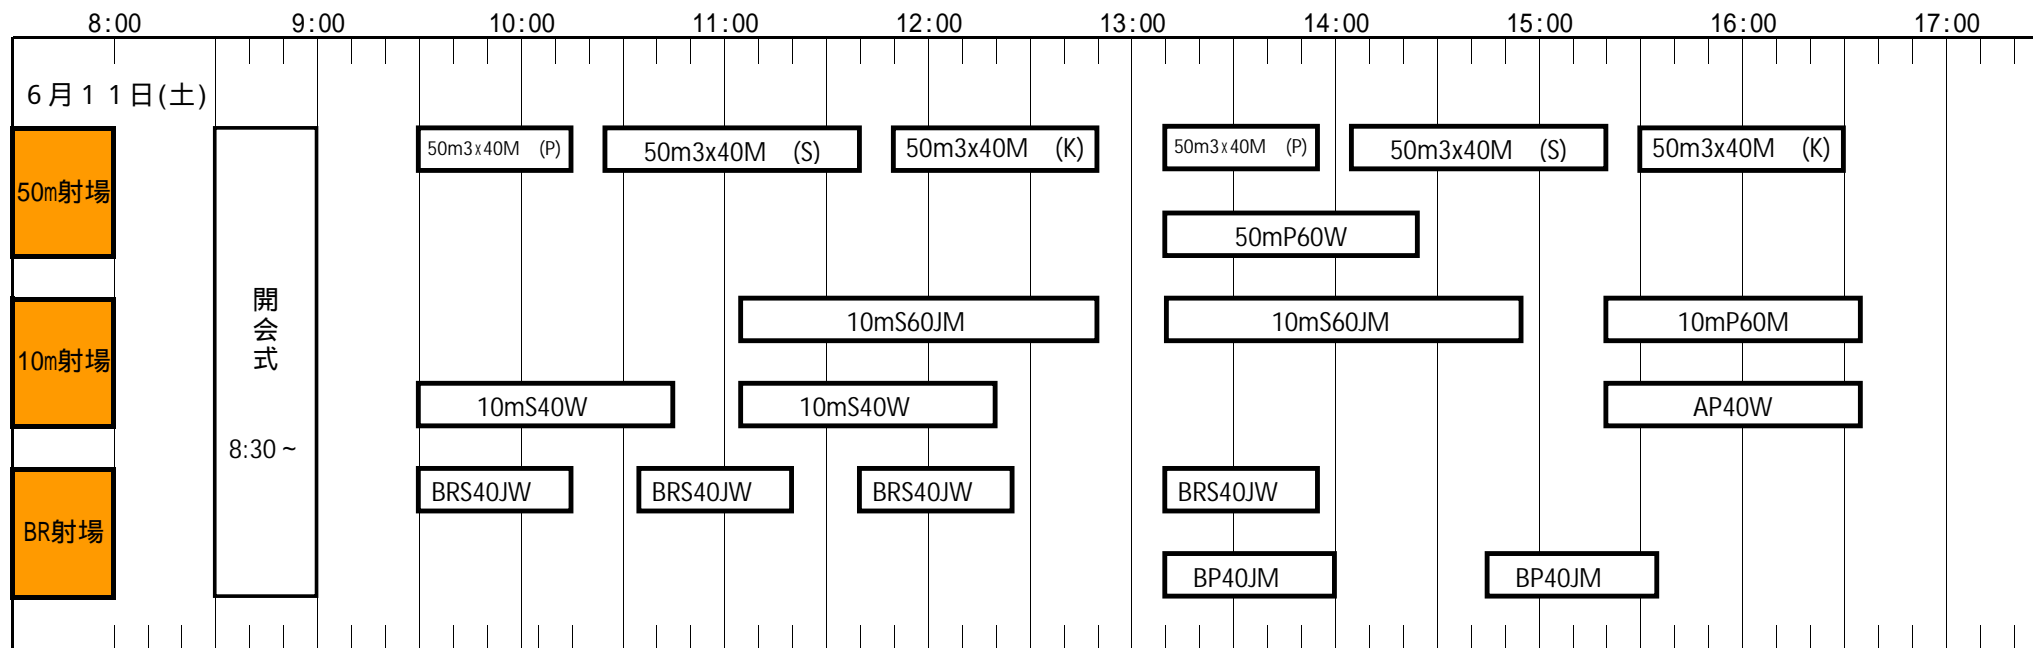 8:00 9:00 10:00 11:00 12:00 13:00 14:00 15:00 16:00 17:00
6月11日(土)
50m射場
50m3x40M (P) 50m3x40M (S) 50m3x40M (K) 50m3x40M (P) 50m3x40M (S) 50m3x40M (K)
50mP60W
開会式
8:30~
10m射場
10mS60JM 10mS60JM 10mP60M
10mS40W 10mS40W AP40W
BR射場
BRS40JW BRS40JW BRS40JW BRS40JW
BP40JM BP40JM